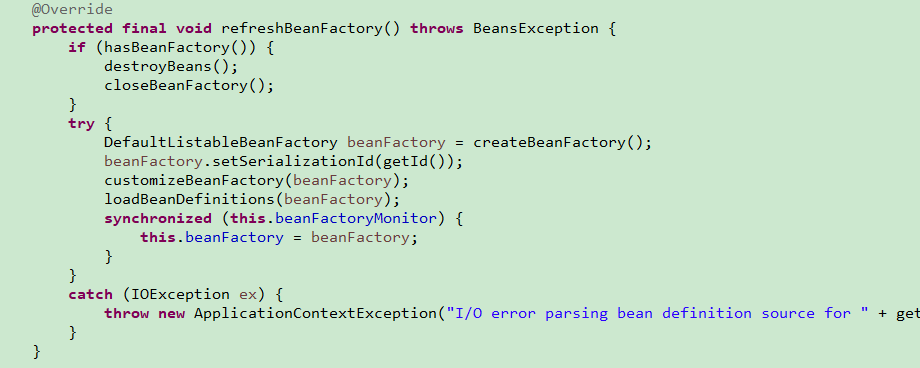 @Override
protected final void refreshBeanFactory() throws BeansException {
    if (hasBeanFactory()) {
        destroyBeans();
        closeBeanFactory();
    }
    try {
        DefaultListableBeanFactory beanFactory = createBeanFactory();
        beanFactory.setSerializationId(getId());
        customizeBeanFactory(beanFactory);
        loadBeanDefinitions(beanFactory);
        synchronized (this.beanFactoryMonitor) {
            this.beanFactory = beanFactory;
        }
    }
    catch (IOException ex) {
        throw new ApplicationContextException("I/O error parsing bean definition source for " + get
    }
}